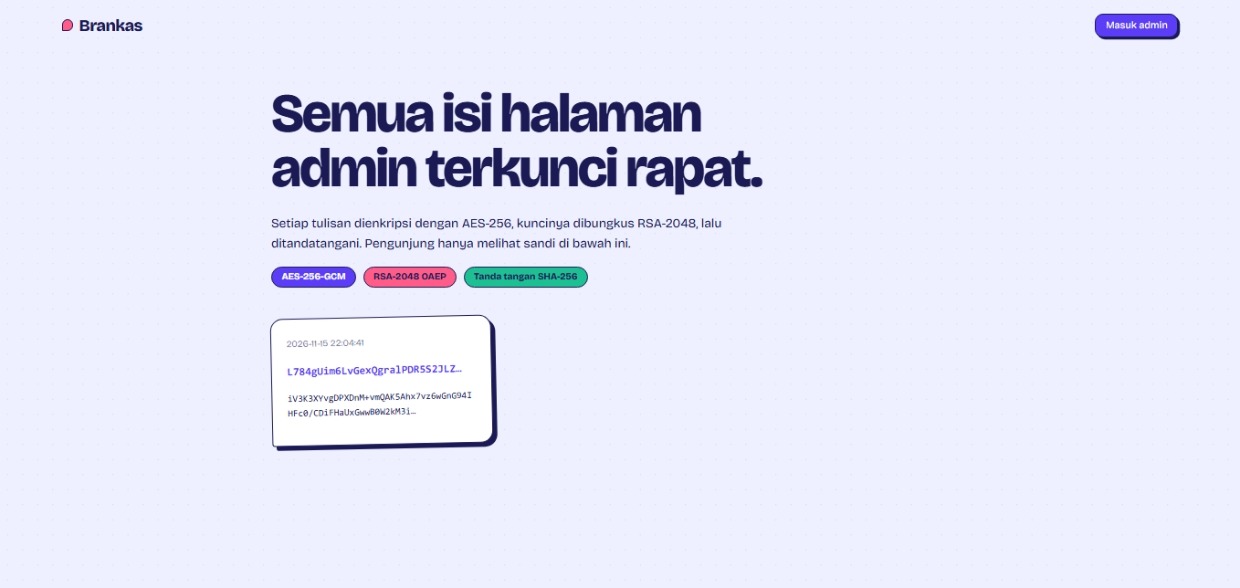 Brankas
Masuk admin
Semua isi halaman
admin terkunci rapat.
Setiap tulisan dienkripsi dengan AES-256, kuncinya dibungkus RSA-2048, lalu
ditandatangani. Pengunjung hanya melihat sandi di bawah ini.
AES-256-GCM
RSA-2048 OAEP
Tanda tangan SHA-256
2026-11-15 22:04:41
L784gUim6LvGexQgralPDR5S2JLZ…
iV3K3XYvgDPXDnM+vmQAK5Ahx7vz6wGnG94I
HFc0/CDiFHaUxGwwB0W2kM3i…